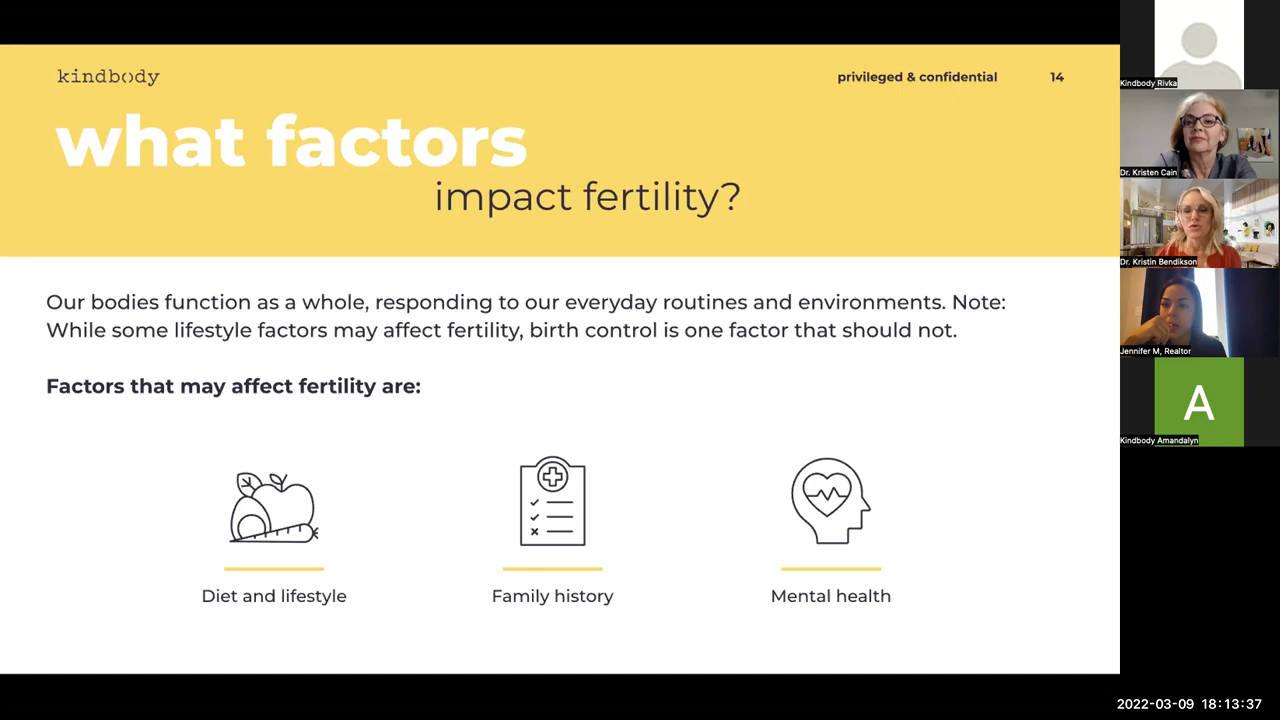 kindbody
privileged & confidential
14
what factors
impact fertility?
Our bodies function as a whole, responding to our everyday routines and environments. Note:
While some lifestyle factors may affect fertility, birth control is one factor that should not.
Factors that may affect fertility are:
Diet and lifestyle
Family history
Mental health
Kindbody Rivka
Dr. Kristen Cain
Dr. Kristin Bendikson
Jennifer M, Realtor
A
Kindbody Amandalyn
2022-03-09 18:13:37